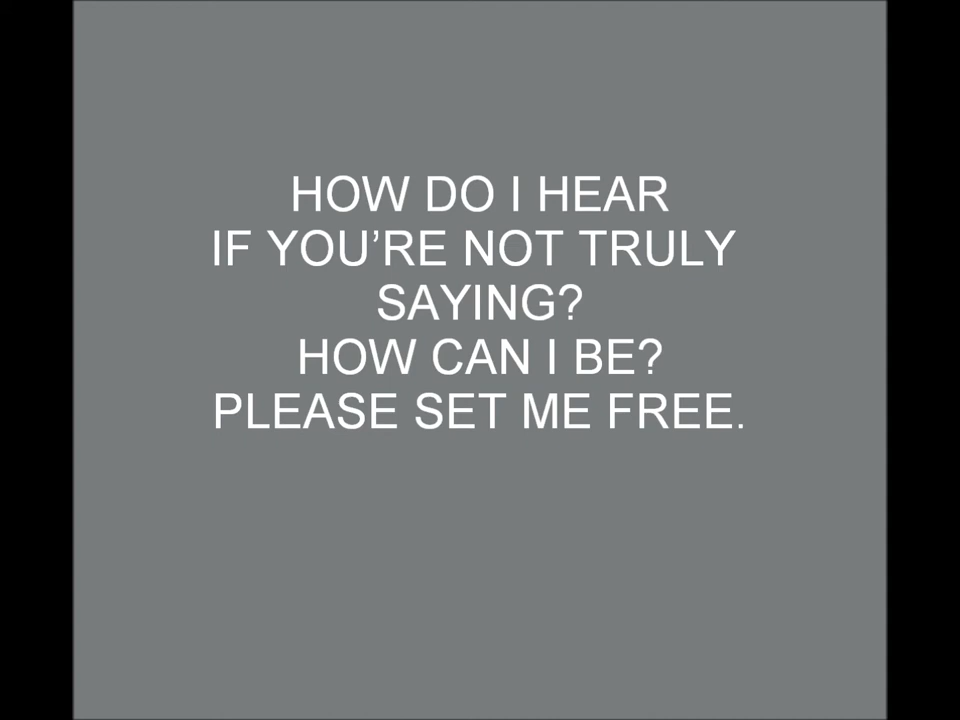 HOW DO I HEAR
IF YOU’RE NOT TRULY
SAYING?
HOW CAN I BE?
PLEASE SET ME FREE.